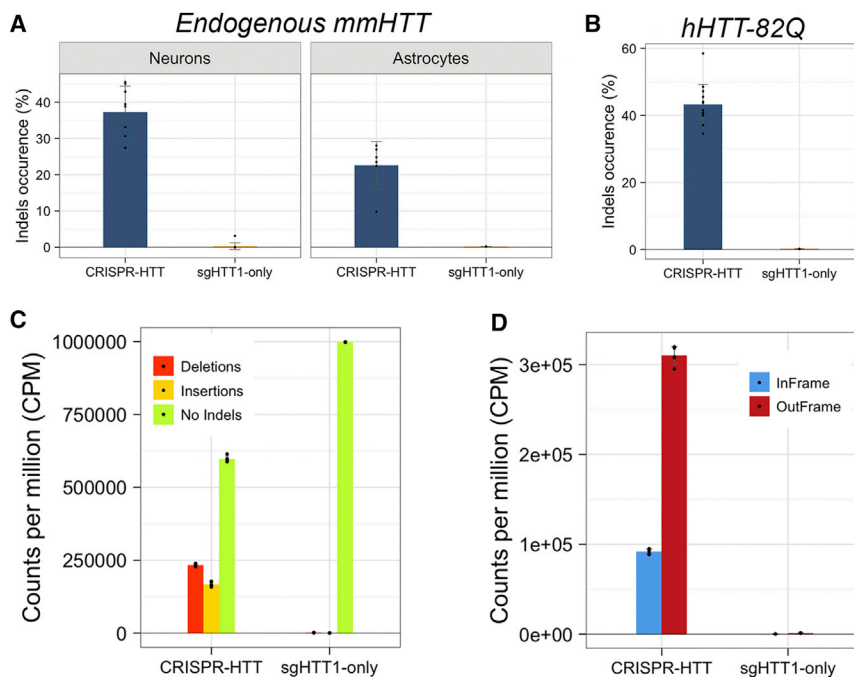 A
Endogenous mmHTT
Neurons
Astrocytes
Indels occurence (%)
40
30
20
10
0
CRISPR-HTT
sgHTT1-only
CRISPR-HTT
sgHTT1-only
B
hHTT-82Q
Indels occurence (%)
60
40
20
0
CRISPR-HTT
sgHTT1-only
C
Counts per million (CPM)
1000000
750000
500000
250000
0
Deletions
Insertions
No Indels
CRISPR-HTT
sgHTT1-only
D
Counts per million (CPM)
3e+05
2e+05
1e+05
0e+00
InFrame
OutFrame
CRISPR-HTT
sgHTT1-only